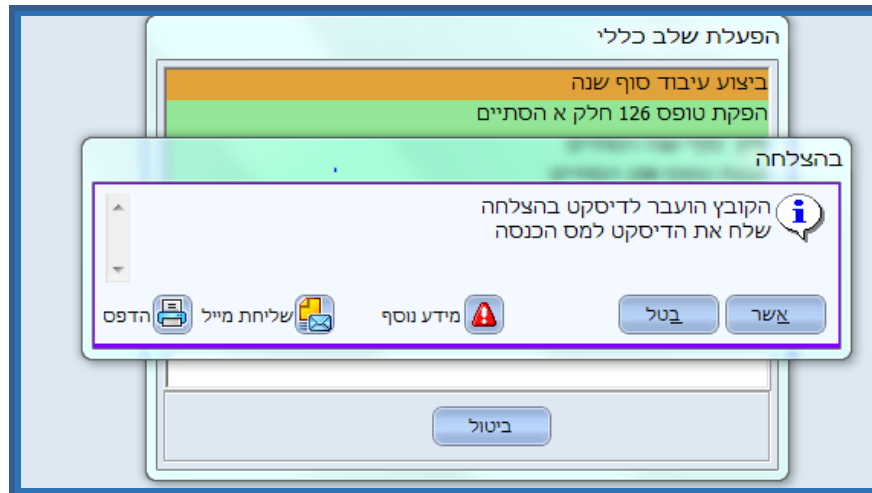 הפעלת שלב כללי
ביצוע עיבוד סוף שנה
הפקת טופס 126 חלק א הסתיים
בהצלחה
הקובץ הועבר לדיסקט בהצלחה
שלח את הדיסקט למס הכנסה
אשר
בטל
מידע נוסף
שליחת מייל
הדפס
ביטול